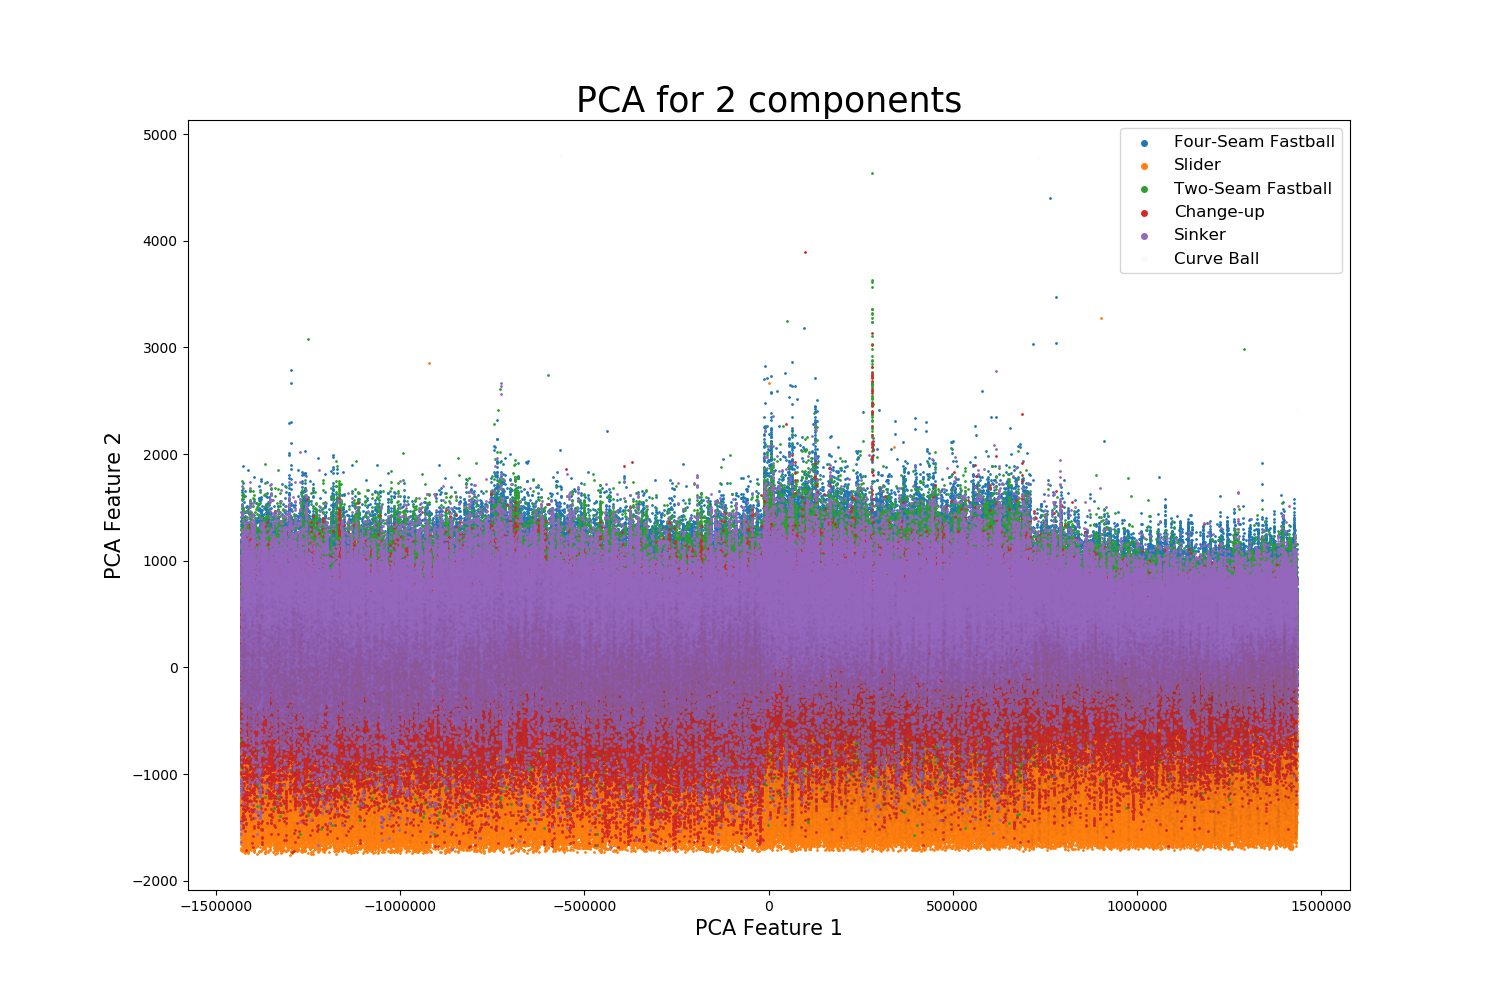 PCA for 2 components
5000
4000
3000
2000
1000
0
−1000
−2000
PCA Feature 2
Four-Seam Fastball
Slider
Two-Seam Fastball
Change-up
Sinker
Curve Ball
−1500000 −1000000 −500000 0 500000 1000000 1500000
PCA Feature 1